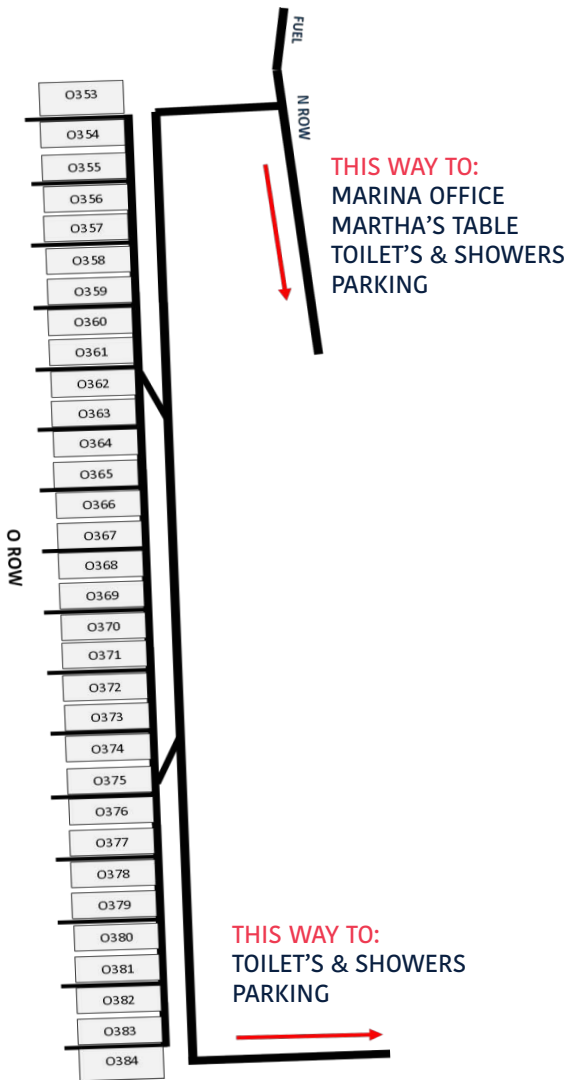 FUEL
N ROW
THIS WAY TO:
MARINA OFFICE
MARTHA'S TABLE
TOILET'S & SHOWERS
PARKING
O353
O354
O355
O356
O357
O358
O359
O360
O361
O362
O363
O364
O365
O366
O367
O368
O369
O370
O371
O372
O373
O374
O375
O376
O377
O378
O379
O380
O381
O382
O383
O384
O ROW
THIS WAY TO:
TOILET'S & SHOWERS
PARKING